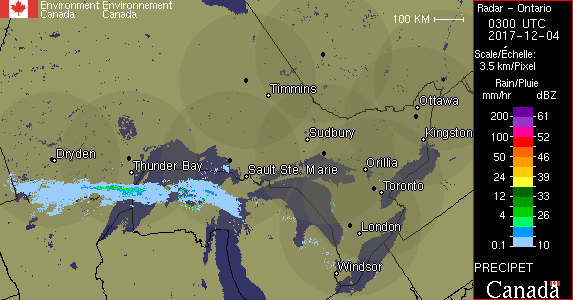 Environment Environnement
Canada Canada
100 KM
Timmins
Ottawa
Sudbury
Kingston
Dryden
Thunder Bay
Sault Ste. Marie
Orillia
Toronto
London
Windsor
Radar - Ontario
0300 UTC
2017-12-04
Scale/Échelle:
3.5 km/Pixel
Rain/Pluie
mm/hr dBZ
200 61
100 52
50 46
24 39
12 33
4 26
0.1 10
PRECIPET
Canada